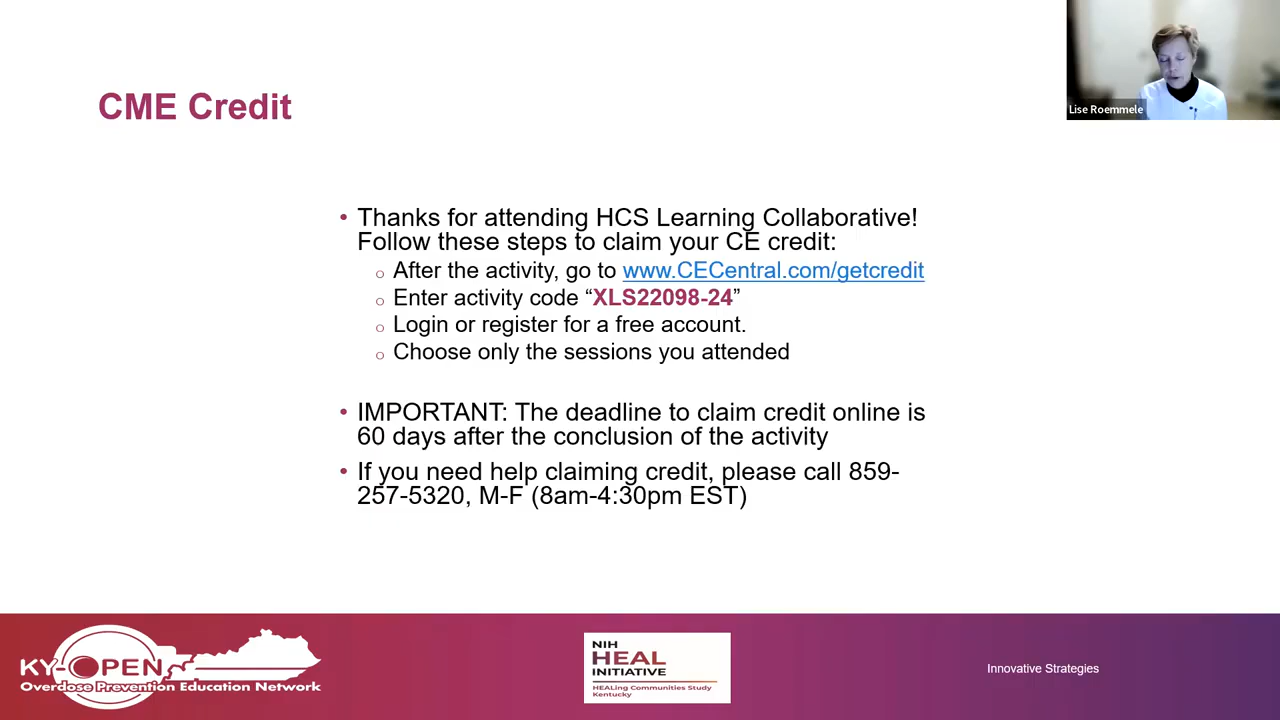 Lise Roemmele
CME Credit
• Thanks for attending HCS Learning Collaborative!
Follow these steps to claim your CE credit:
o After the activity, go to www.CECentral.com/getcredit
o Enter activity code “XLS22098-24”
o Login or register for a free account.
o Choose only the sessions you attended
• IMPORTANT: The deadline to claim credit online is
60 days after the conclusion of the activity
• If you need help claiming credit, please call 859-
257-5320, M-F (8am-4:30pm EST)
KY-OPEN
Overdose Prevention Education Network
NIH
HEAL
INITIATIVE
HEALing Communities Study
Kentucky
Innovative Strategies